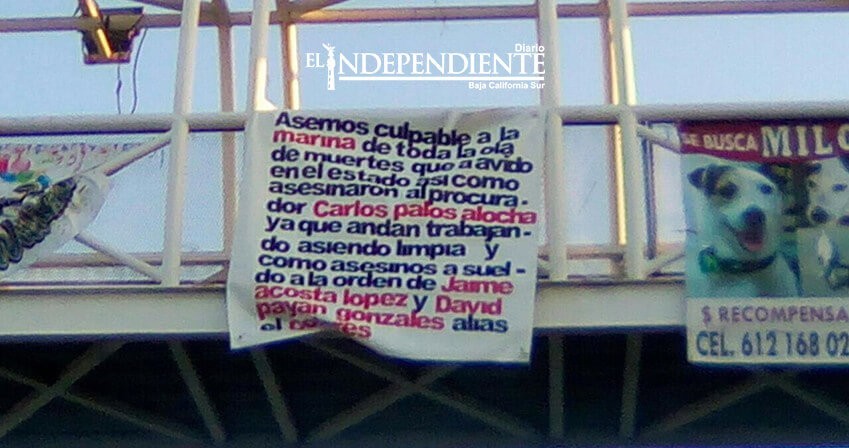 Diario
EL INDEPENDIENTE
Baja California Sur
Asemos culpable a la
marina de toda la ola
de muertes que a avido
en el estado asi como
asesinaron al procura-
dor Carlos palos alocha
ya que andan trabajan-
do asiendo limpia y
como asesinos a suel-
do a la orden de Jaime
acosta lopez y David
payan gonzales alias
el
SE BUSCA MILO
$ RECOMPENSA
CEL. 612 168 02